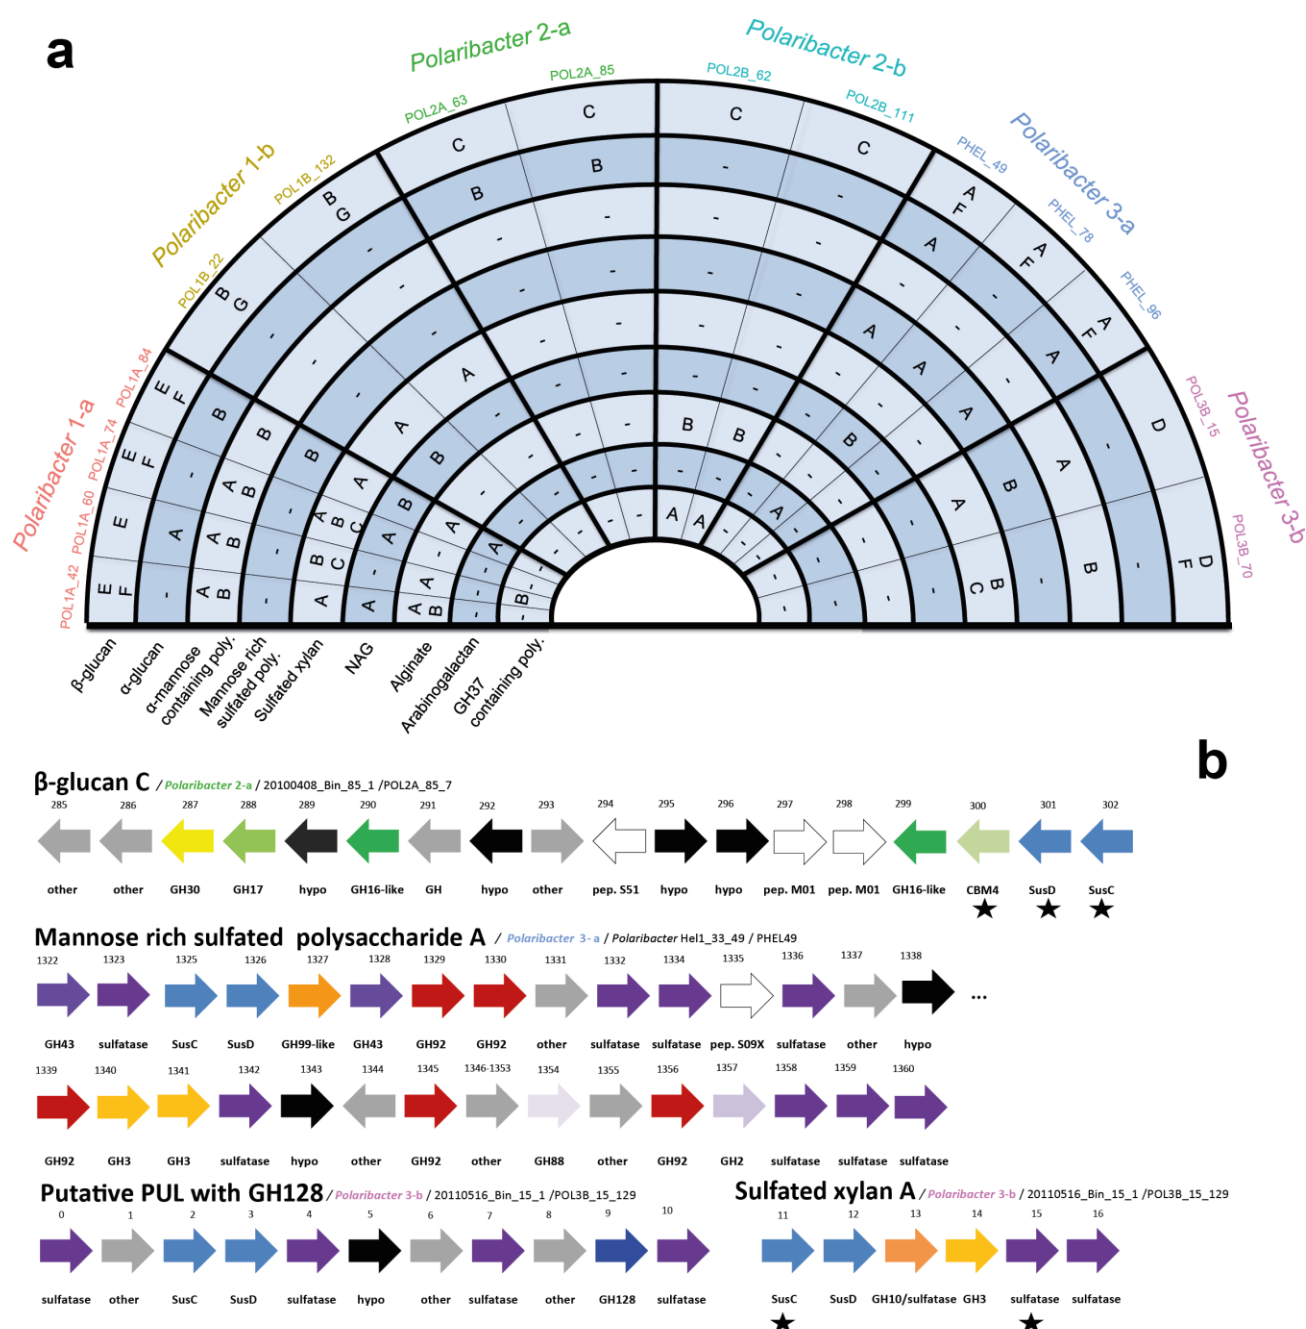 a
Polaribacter 2-a
Polaribacter 2-b
POL2A_85
POL2B_62
POL2A_63
POL2B_111
Polaribacter 1-b
Polaribacter 3-a
POL1B_132
PHEL_49
POL1B_22
PHEL_78
PHEL_96
Polaribacter 1-a
Polaribacter 3-b
POL1A_84
POL1A_74
POL1A_60
POL1A_42
POL3B_15
POL3B_70
E F - A B - A A A B - -
E A A B - B C - A - B
E F - A B - A B C A - - -
E F B B B A B A A -
B G - - - A B - - -
B G - - - A - - - -
C B - - - - - - -
C B - - - - - - -
C - - - - - B - A
C - - - - - B - A
A F A - A - - - - -
A F - - A - B - A -
A F A - A - - - - -
D - A B A - - - -
D F - B - B C - - - -
β-glucan
α-glucan
α-mannose
containing poly.
Mannose rich
sulfated poly.
Sulfated xylan
NAG
Alginate
Arabinogalactan
GH37
containing poly.
b
β-glucan C / Polaribacter 2-a / 20100408_Bin_85_1 /POL2A_85_7
285 286 287 288 289 290 291 292 293 294 295 296 297 298 299 300 301 302
other other GH30 GH17 hypo GH16-like GH hypo other pep. S51 hypo hypo pep. M01 pep. M01 GH16-like CBM4 SusD SusC
Mannose rich sulfated polysaccharide A / Polaribacter 3- a / Polaribacter Hel1_33_49 / PHEL49
1322 1323 1325 1326 1327 1328 1329 1330 1331 1332 1334 1335 1336 1337 1338
...
GH43 sulfatase SusC SusD GH99-like GH43 GH92 GH92 other sulfatase sulfatase pep. S09X sulfatase other hypo
1339 1340 1341 1342 1343 1344 1345 1346-1353 1354 1355 1356 1357 1358 1359 1360
GH92 GH3 GH3 sulfatase hypo other GH92 other GH88 other GH92 GH2 sulfatase sulfatase sulfatase
Putative PUL with GH128 / Polaribacter 3-b / 20110516_Bin_15_1 /POL3B_15_129
0 1 2 3 4 5 6 7 8 9 10
sulfatase other SusC SusD sulfatase hypo other sulfatase other GH128 sulfatase
Sulfated xylan A / Polaribacter 3-b / 20110516_Bin_15_1 /POL3B_15_129
11 12 13 14 15 16
SusC SusD GH10/sulfatase GH3 sulfatase sulfatase